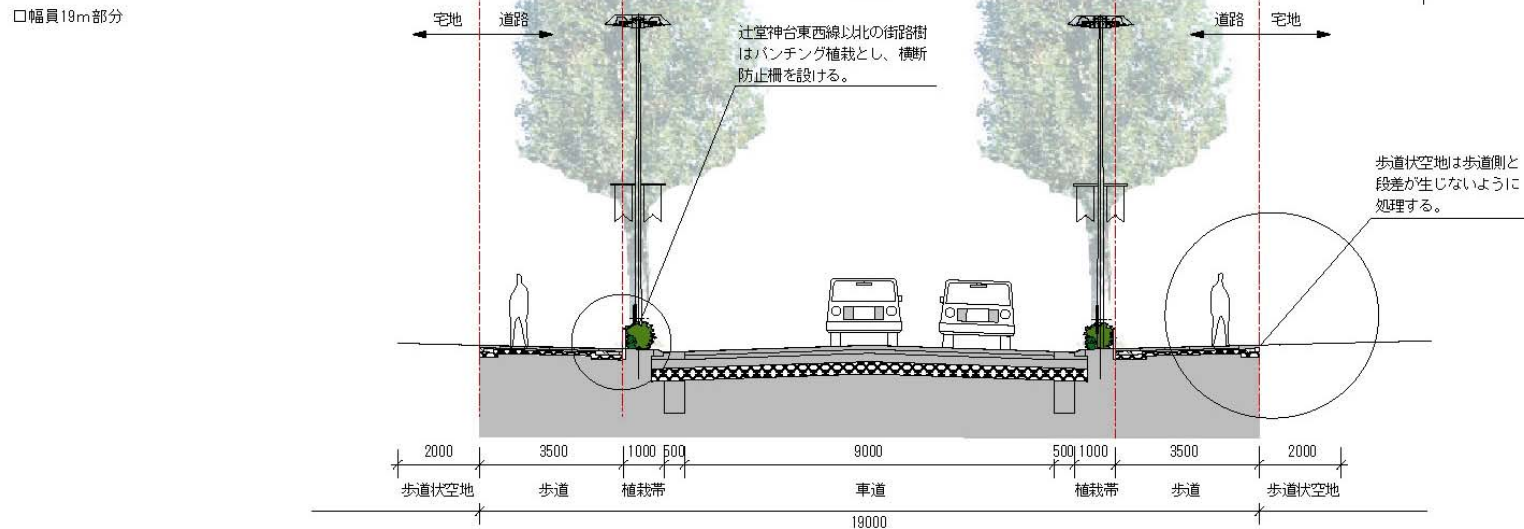 □幅員19m部分
宅地 道路
道路 宅地
辻堂神台東西線以北の街路樹
はバンチング植栽とし、横断
防止柵を設ける。
歩道状空地は歩道側と
段差が生じないように
処理する。
2000 3500 1000 500 9000 500 1000 3500 2000
歩道状空地 歩道 植栽帯 車道 植栽帯 歩道 歩道状空地
19000